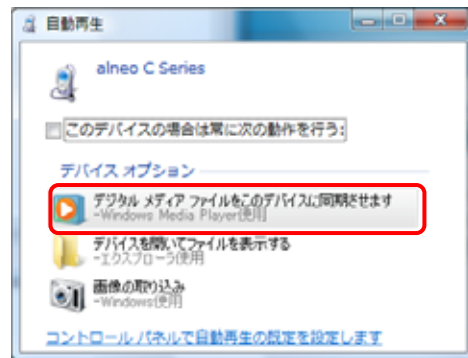 自動再生
alneo C Series
このデバイスの場合は常に次の動作を行う:
デバイス オプション
デジタル メディア ファイルをこのデバイスに同期させます
-Windows Media Player使用
デバイスを開いてファイルを表示する
-エクスプローラ使用
画像の取り込み
-Windows使用
コントロール パネルで自動再生の既定を設定します